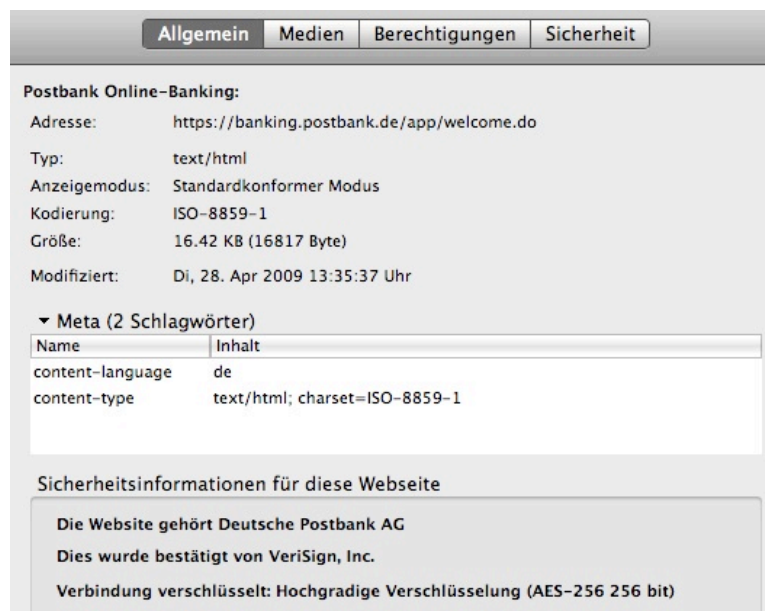 Allgemein Medien Berechtigungen Sicherheit
Postbank Online-Banking:
Adresse: https://banking.postbank.de/app/welcome.do
Typ: text/html
Anzeigemodus: Standardkonformer Modus
Kodierung: ISO-8859-1
Größe: 16.42 KB (16817 Byte)
Modifiziert: Di, 28. Apr 2009 13:35:37 Uhr
Meta (2 Schlagwörter)
Name Inhalt
content-language de
content-type text/html; charset=ISO-8859-1
Sicherheitsinformationen für diese Webseite
Die Website gehört Deutsche Postbank AG
Dies wurde bestätigt von VeriSign, Inc.
Verbindung verschlüsselt: Hochgradige Verschlüsselung (AES-256 256 bit)